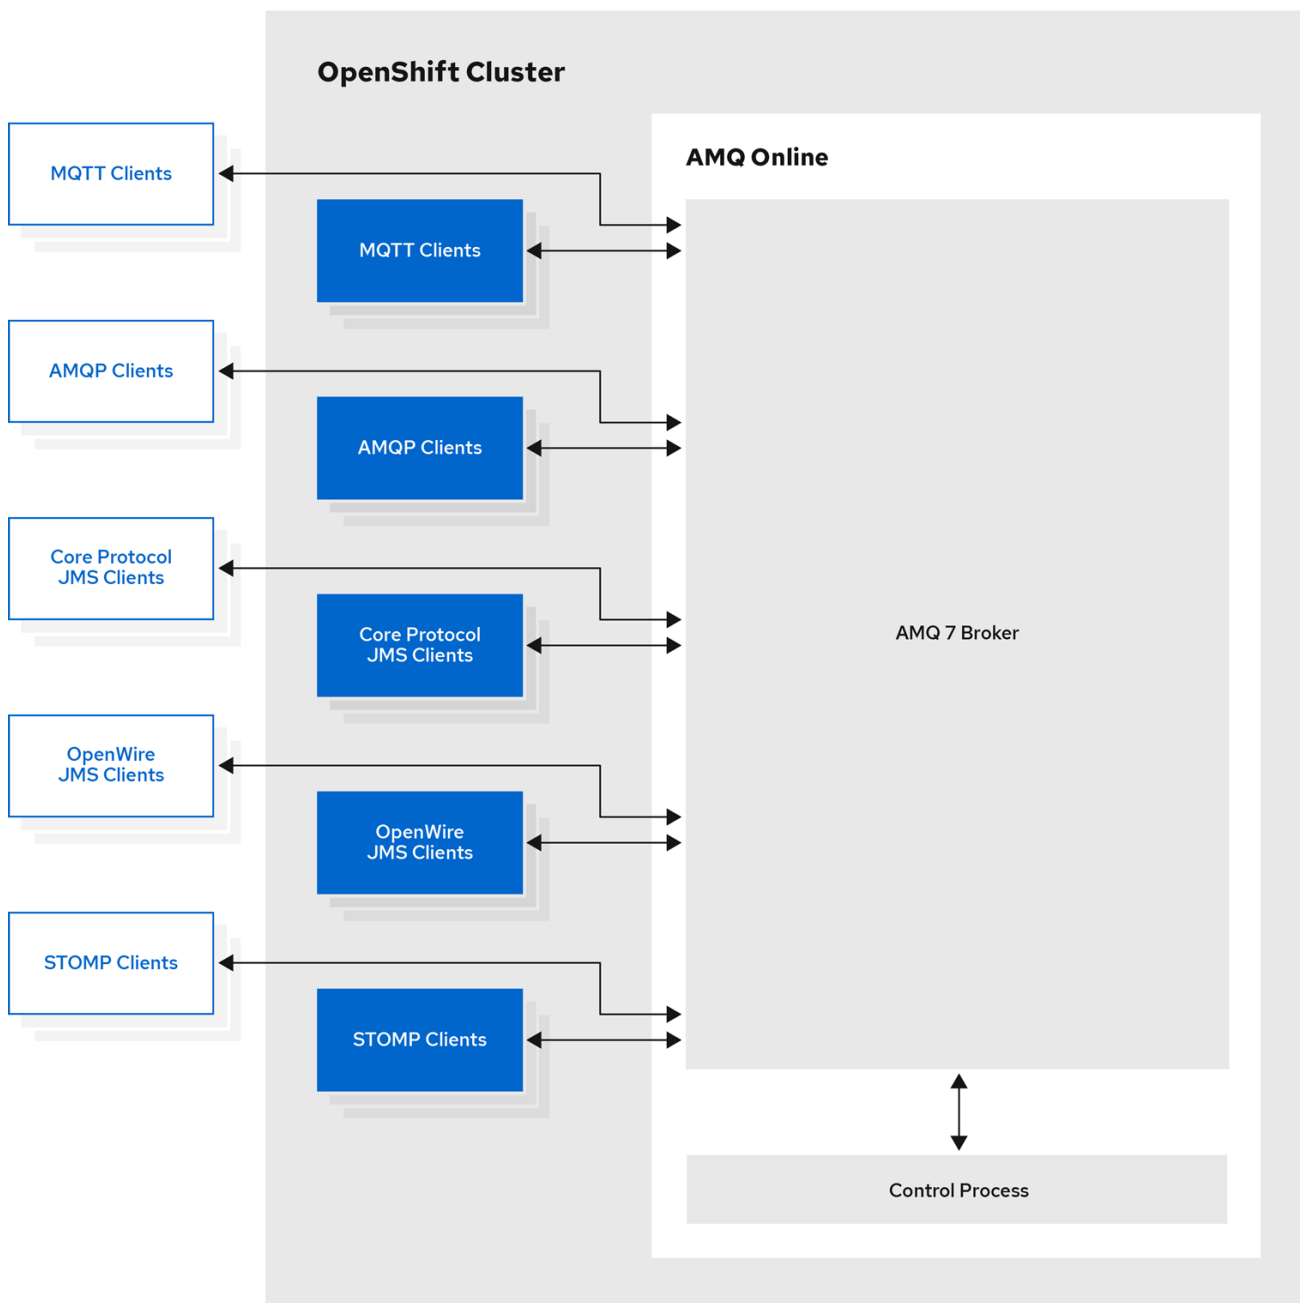 OpenShift Cluster
AMQ Online
MQTT Clients
MQTT Clients
AMQP Clients
AMQP Clients
Core Protocol
JMS Clients
Core Protocol
JMS Clients
AMQ 7 Broker
OpenWire
JMS Clients
OpenWire
JMS Clients
STOMP Clients
STOMP Clients
Control Process